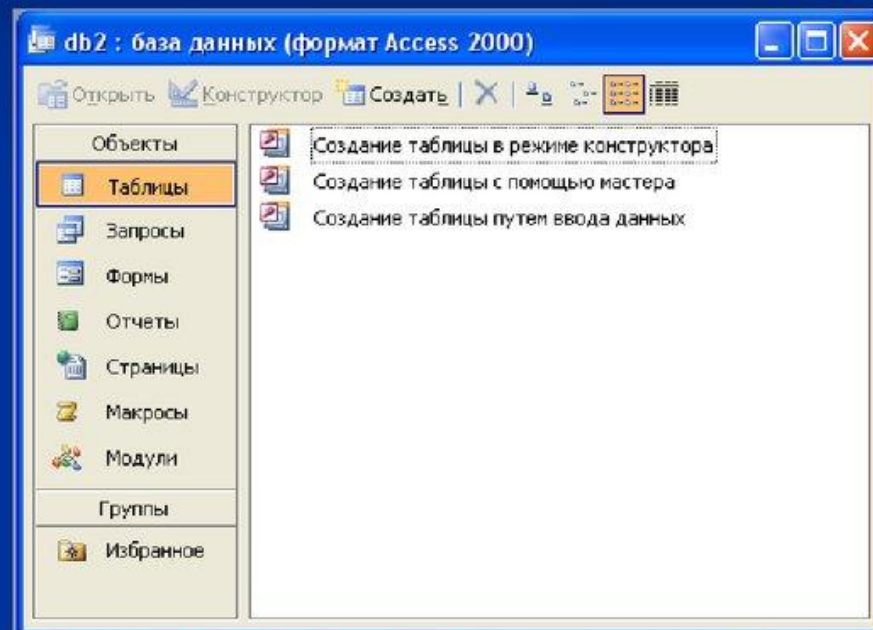 db2 : база данных (формат Access 2000)
Открыть Конструктор Создать
Объекты
Таблицы
Запросы
Формы
Отчеты
Страницы
Макросы
Модули
Группы
Избранное
Создание таблицы в режиме конструктора
Создание таблицы с помощью мастера
Создание таблицы путем ввода данных